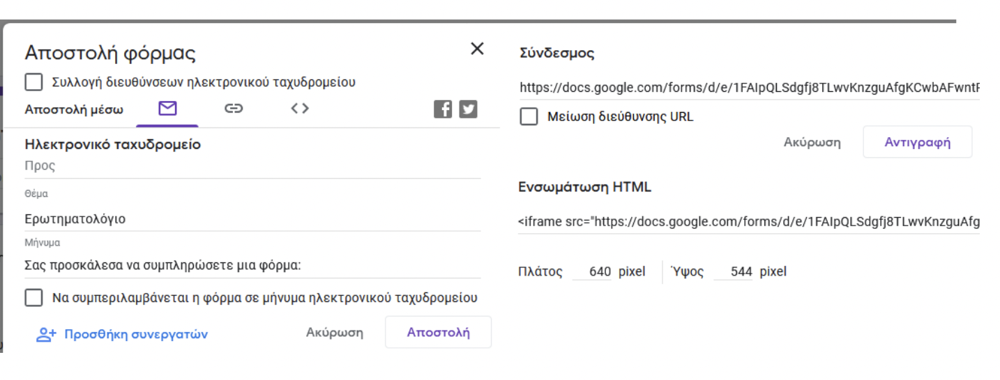 Αποστολή φόρμας
Συλλογή διευθύνσεων ηλεκτρονικού ταχυδρομείου
Αποστολή μέσω
Ηλεκτρονικό ταχυδρομείο
Προς
Θέμα
Ερωτηματολόγιο
Μήνυμα
Σας προσκάλεσα να συμπληρώσετε μια φόρμα:
Να συμπεριλαμβάνεται η φόρμα σε μήνυμα ηλεκτρονικού ταχυδρομείου
Προσθήκη συνεργατών Ακύρωση Αποστολή
Σύνδεσμος
https://docs.google.com/forms/d/e/1FAIpQLSdgfj8TLwvKnzguAfgKCwbAFwntF
Μείωση διεύθυνσης URL
Ακύρωση Αντιγραφή
Ενσωμάτωση HTML
<iframe src="https://docs.google.com/forms/d/e/1FAIpQLSdgfj8TLwvKnzguAfg
Πλάτος 640 pixel Ύψος 544 pixel